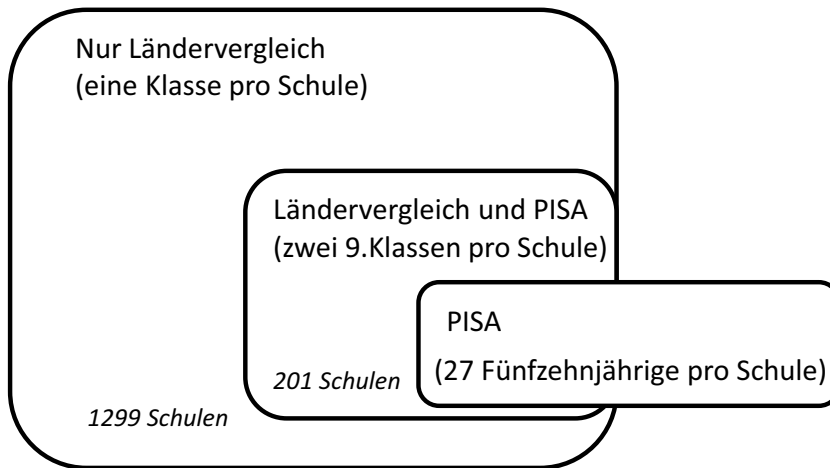 Nur Ländervergleich
(eine Klasse pro Schule)
Ländervergleich und PISA
(zwei 9.Klassen pro Schule)
PISA
(27 Fünfzehnjährige pro Schule)
201 Schulen
1299 Schulen